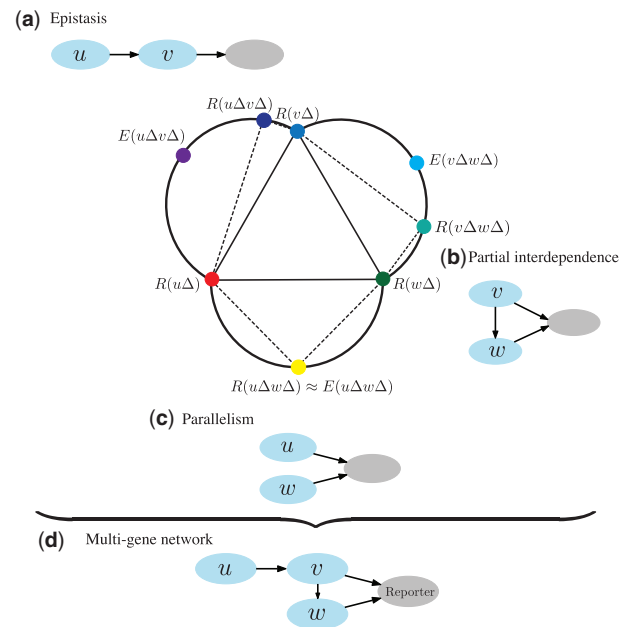 (a) Epistasis
u v
R(uΔvΔ) R(vΔ)
E(uΔvΔ)
E(vΔwΔ)
R(vΔwΔ)
(b) Partial interdependence
R(uΔ) R(wΔ)
v
w
R(uΔwΔ) ≈ E(uΔwΔ)
(c) Parallelism
u
w
(d) Multi-gene network
u v
Reporter
w